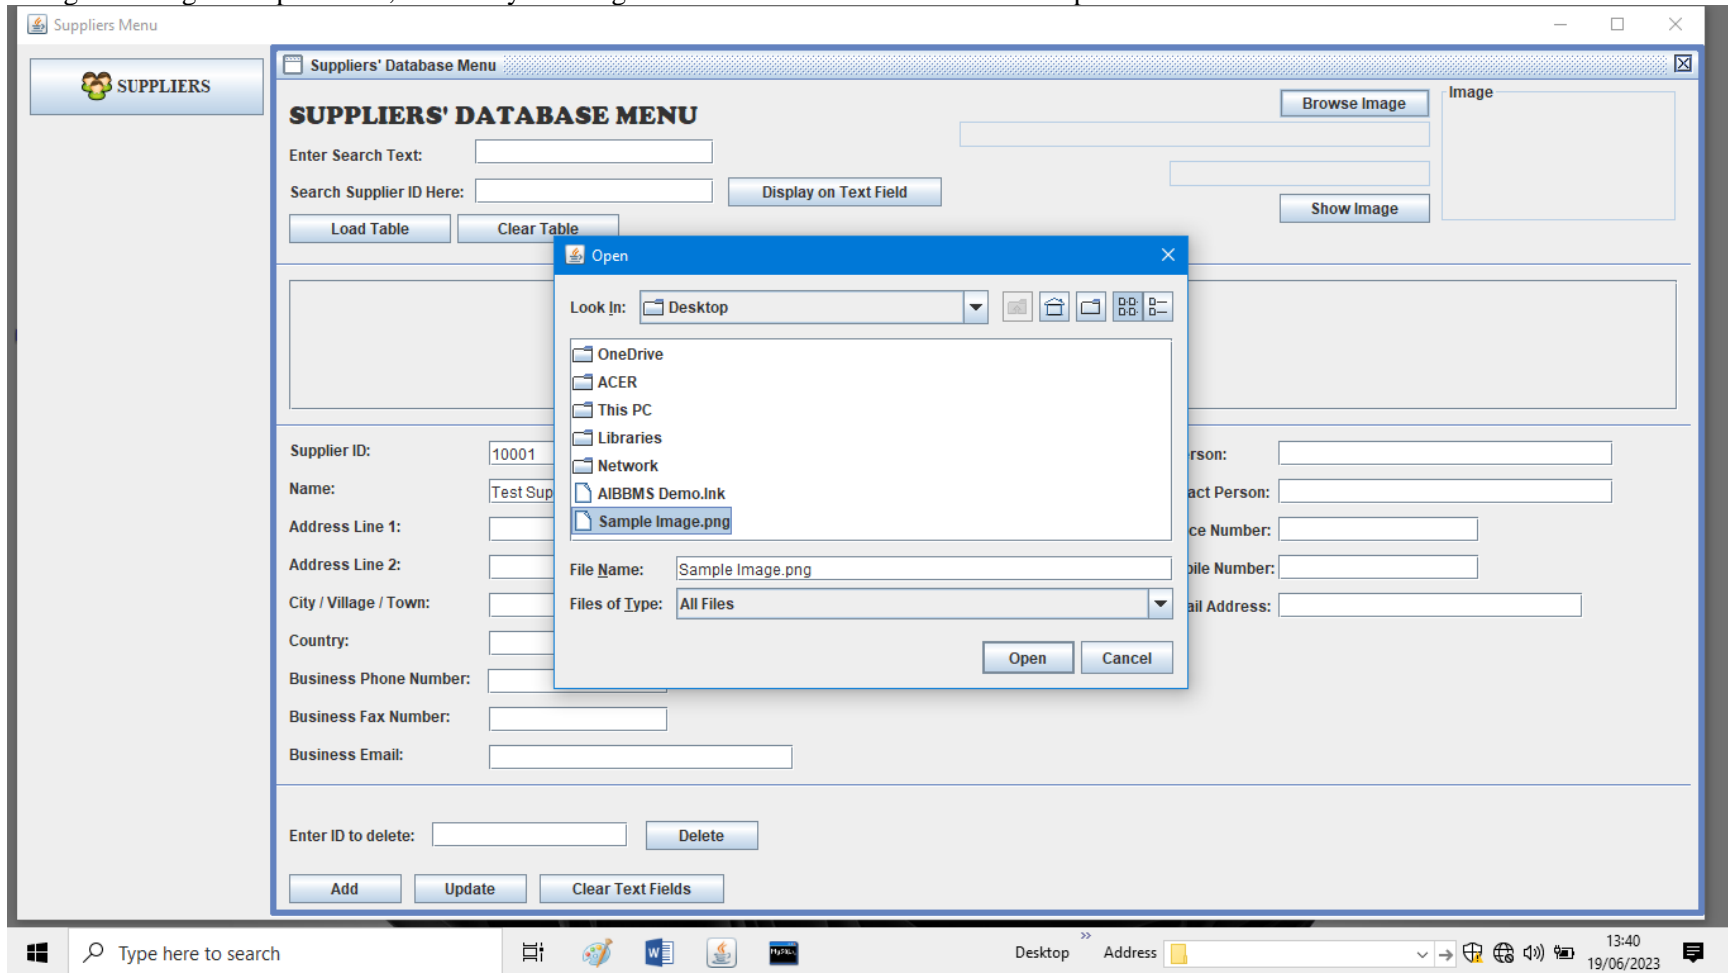 Suppliers Menu
SUPPLIERS
Suppliers' Database Menu
SUPPLIERS' DATABASE MENU
Browse Image
Image
Enter Search Text:
Search Supplier ID Here:
Display on Text Field
Show Image
Load Table
Clear Table
Open
Look In:
Desktop
OneDrive
ACER
This PC
Libraries
Network
AIBBMS Demo.lnk
Sample Image.png
File Name:
Sample Image.png
Files of Type:
All Files
Open
Cancel
Supplier ID:
10001
Name:
Test Sup
Address Line 1:
Address Line 2:
City / Village / Town:
Country:
Business Phone Number:
Business Fax Number:
Business Email:
rson:
act Person:
ce Number:
bile Number:
ail Address:
Enter ID to delete:
Delete
Add
Update
Clear Text Fields
Type here to search
Desktop
Address
13:40
19/06/2023